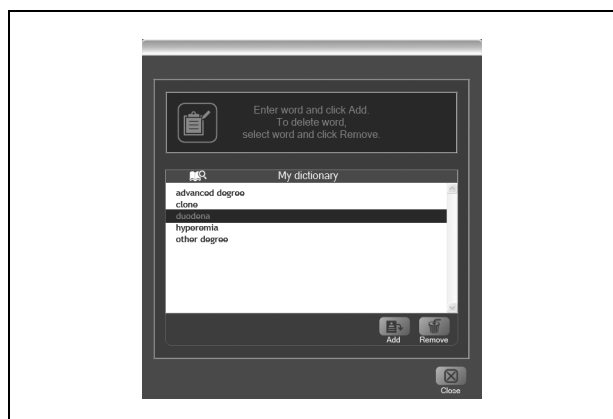 Enter word and click Add.
To delete word,
select word and click Remove.
My dictionary
advanced degree
clone
duodena
hyperemia
other degree
Add Remove
Close